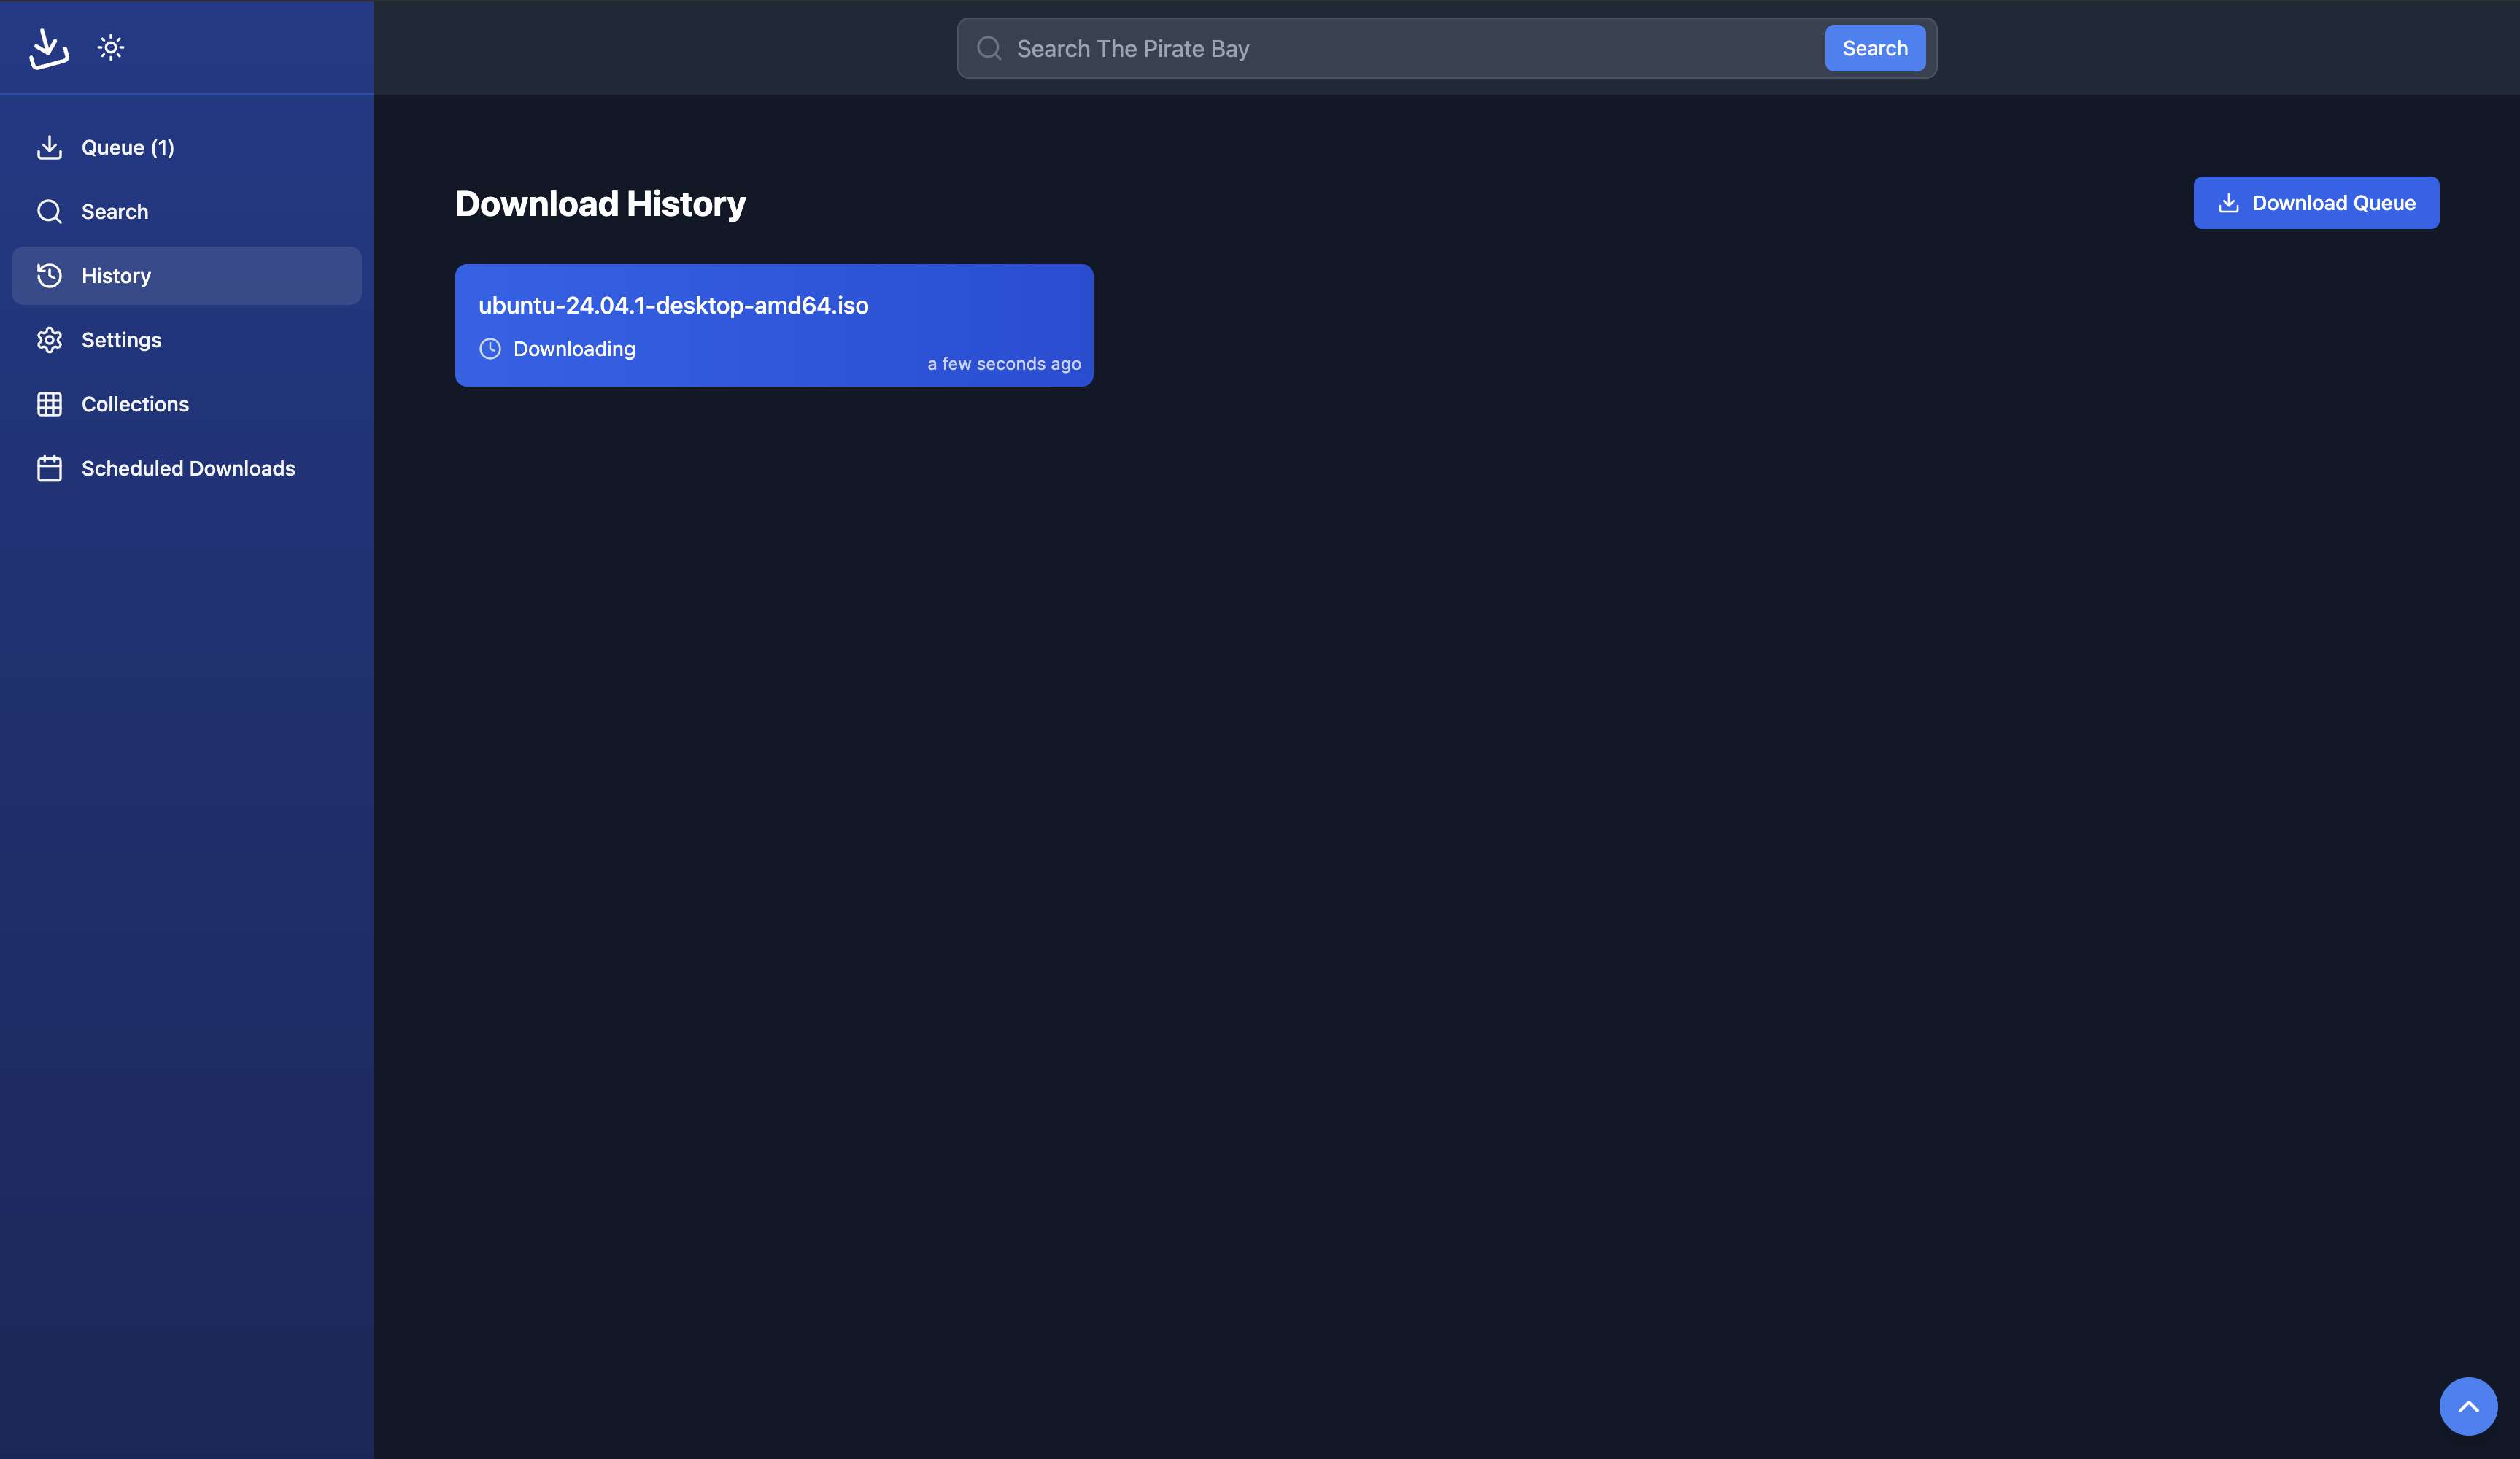 Search The Pirate Bay
Search
Queue (1)
Search
History
Settings
Collections
Scheduled Downloads
Download History
Download Queue
ubuntu-24.04.1-desktop-amd64.iso
Downloading
a few seconds ago